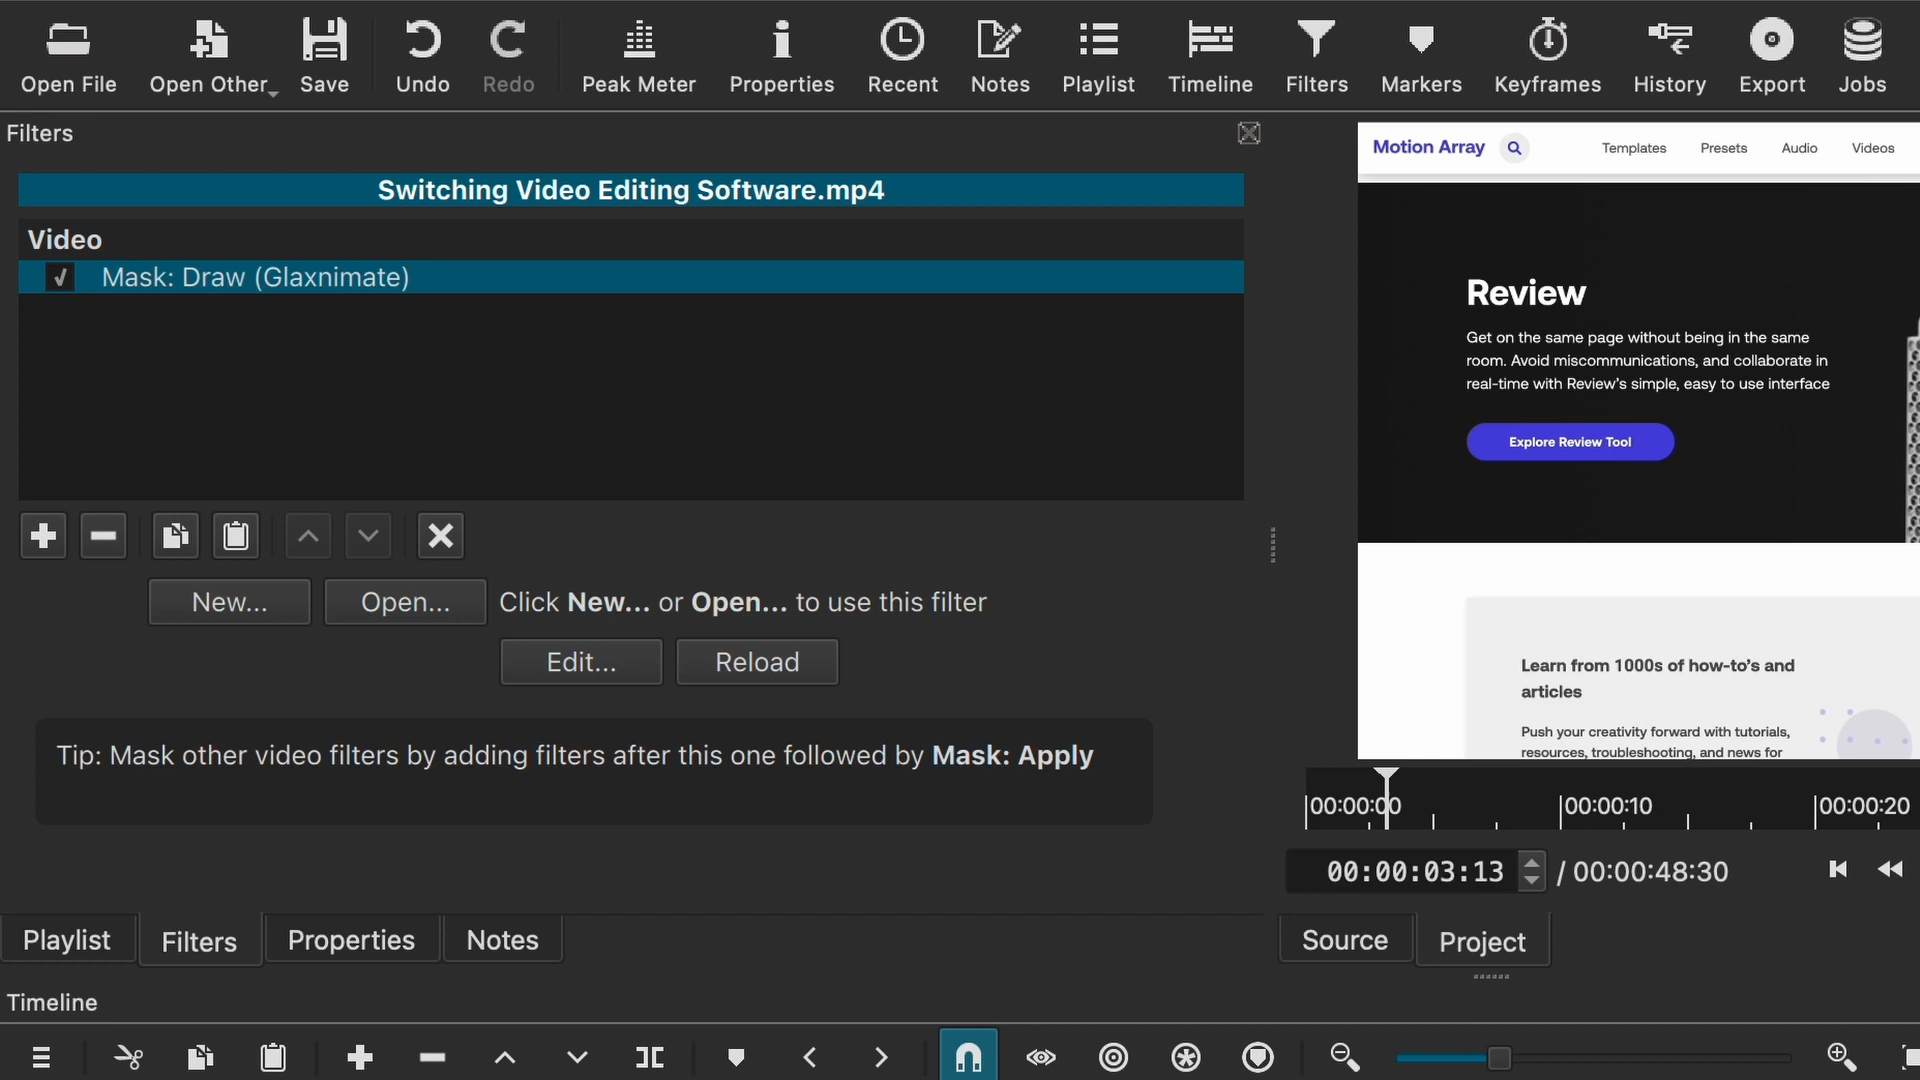 Open File
Open Other
Save
Undo
Redo
Peak Meter
Properties
Recent
Notes
Playlist
Timeline
Filters
Markers
Keyframes
History
Export
Jobs
Filters
Switching Video Editing Software.mp4
Video
Mask: Draw (Glaxnimate)
New...
Open...
Click New... or Open... to use this filter
Edit...
Reload
Tip: Mask other video filters by adding filters after this one followed by Mask: Apply
Motion Array
Templates
Presets
Audio
Videos
Review
Get on the same page without being in the same
room. Avoid miscommunications, and collaborate in
real-time with Review's simple, easy to use interface
Explore Review Tool
Learn from 1000s of how-to's and
articles
Push your creativity forward with tutorials,
resources, troubleshooting, and news for
00:00:00
00:00:10
00:00:20
00:00:03:13
/ 00:00:48:30
Playlist
Filters
Properties
Notes
Source
Project
Timeline